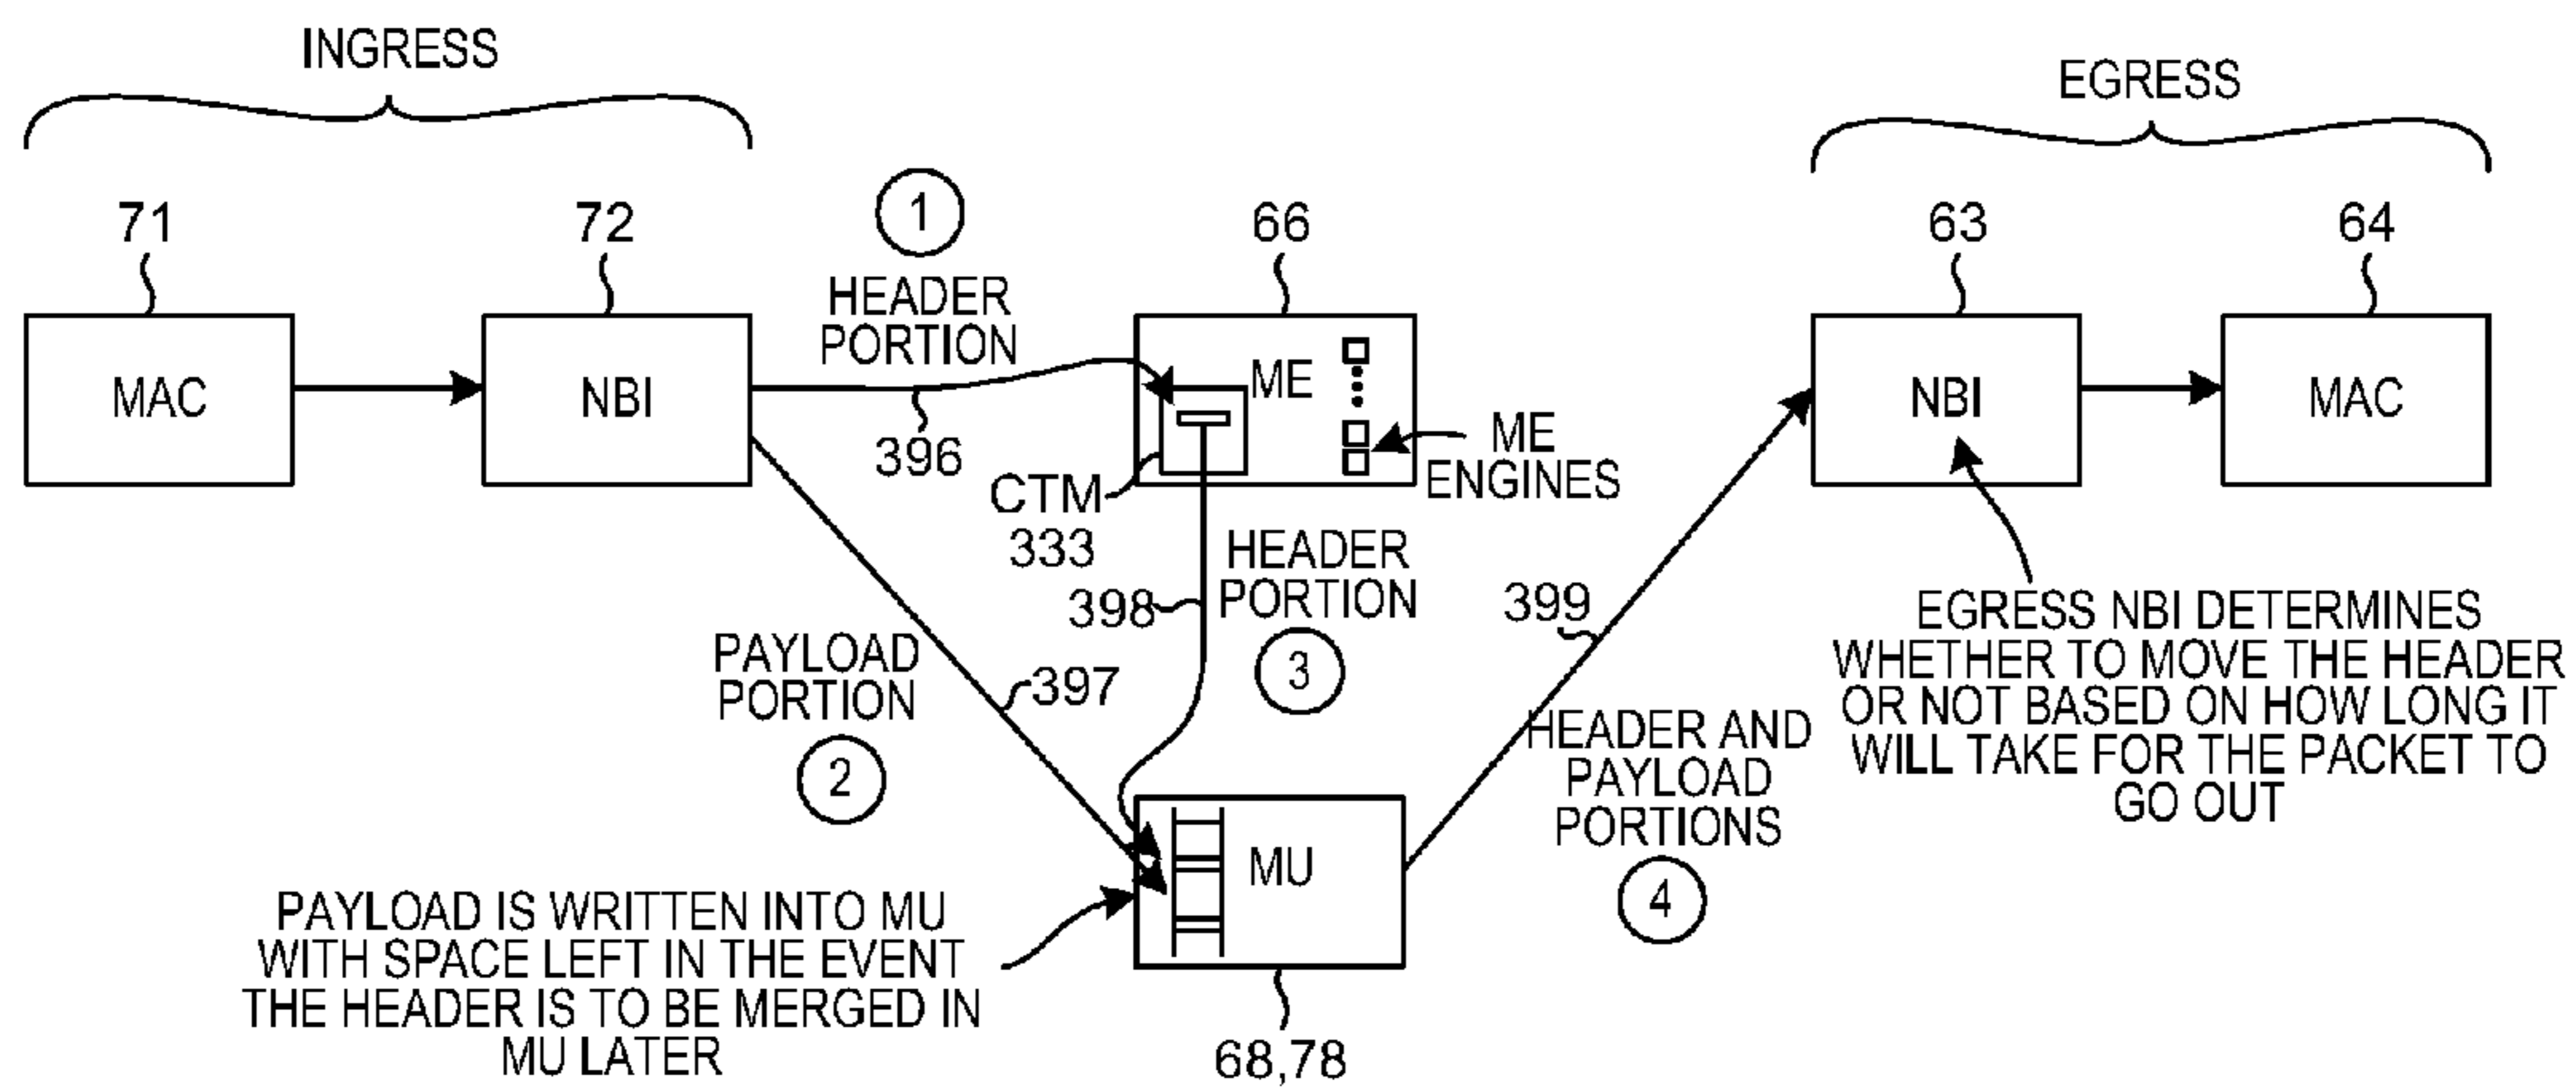 INGRESS
EGRESS
71
72
1
66
63
64
HEADER
PORTION
MAC
NBI
ME
NBI
MAC
396
ME
ENGINES
CTM
333
HEADER
PORTION
398
3
399
PAYLOAD
PORTION
397
2
EGRESS NBI DETERMINES
WHETHER TO MOVE THE HEADER
OR NOT BASED ON HOW LONG IT
WILL TAKE FOR THE PACKET TO
GO OUT
HEADER AND
PAYLOAD
PORTIONS
4
MU
PAYLOAD IS WRITTEN INTO MU
WITH SPACE LEFT IN THE EVENT
THE HEADER IS TO BE MERGED IN
MU LATER
68,78